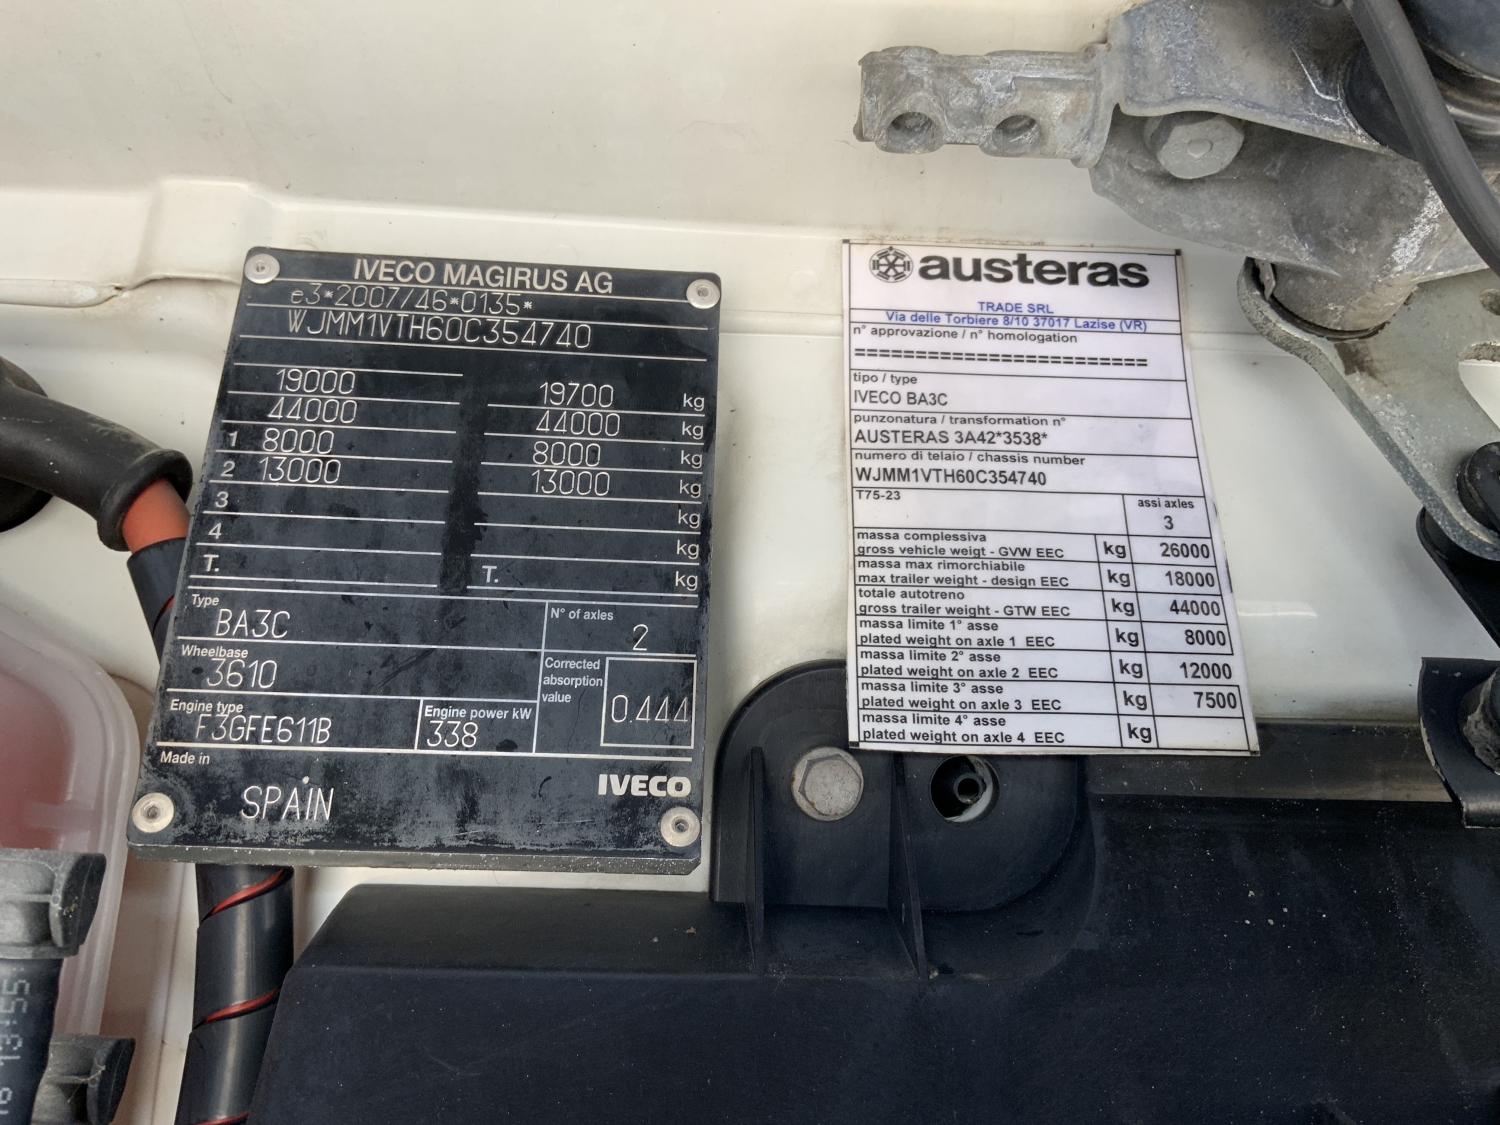 IVECO MAGIRUS AG
e3*2007/46*0135*
WJMM1VTH60C354740
19000 19700 kg
44000 44000 kg
1 8000 8000 kg
2 13000 13000 kg
3 kg
4 kg
T. T. kg
Type
BA3C
N° of axles
2
Wheelbase
3610
Corrected
absorption
value
0.444
Engine type
F3GFE611B
Engine power kW
338
Made in
SPAIN
IVECO
austeras
TRADE SRL
Via delle Torbiere 8/10 37017 Lazise (VR)
n° approvazione / n° homologation
========================
tipo / type
IVECO BA3C
punzonatura / transformation n°
AUSTERAS 3A42*3538*
numero di telaio / chassis number
WJMM1VTH60C354740
T75-23
assi axles
3
massa complessiva
gross vehicle weigt - GVW EEC kg 26000
massa max rimorchiabile
max trailer weight - design EEC kg 18000
totale autotreno
gross trailer weight - GTW EEC kg 44000
massa limite 1° asse
plated weight on axle 1 EEC kg 8000
massa limite 2° asse
plated weight on axle 2 EEC kg 12000
massa limite 3° asse
plated weight on axle 3 EEC kg 7500
massa limite 4° asse
plated weight on axle 4 EEC kg